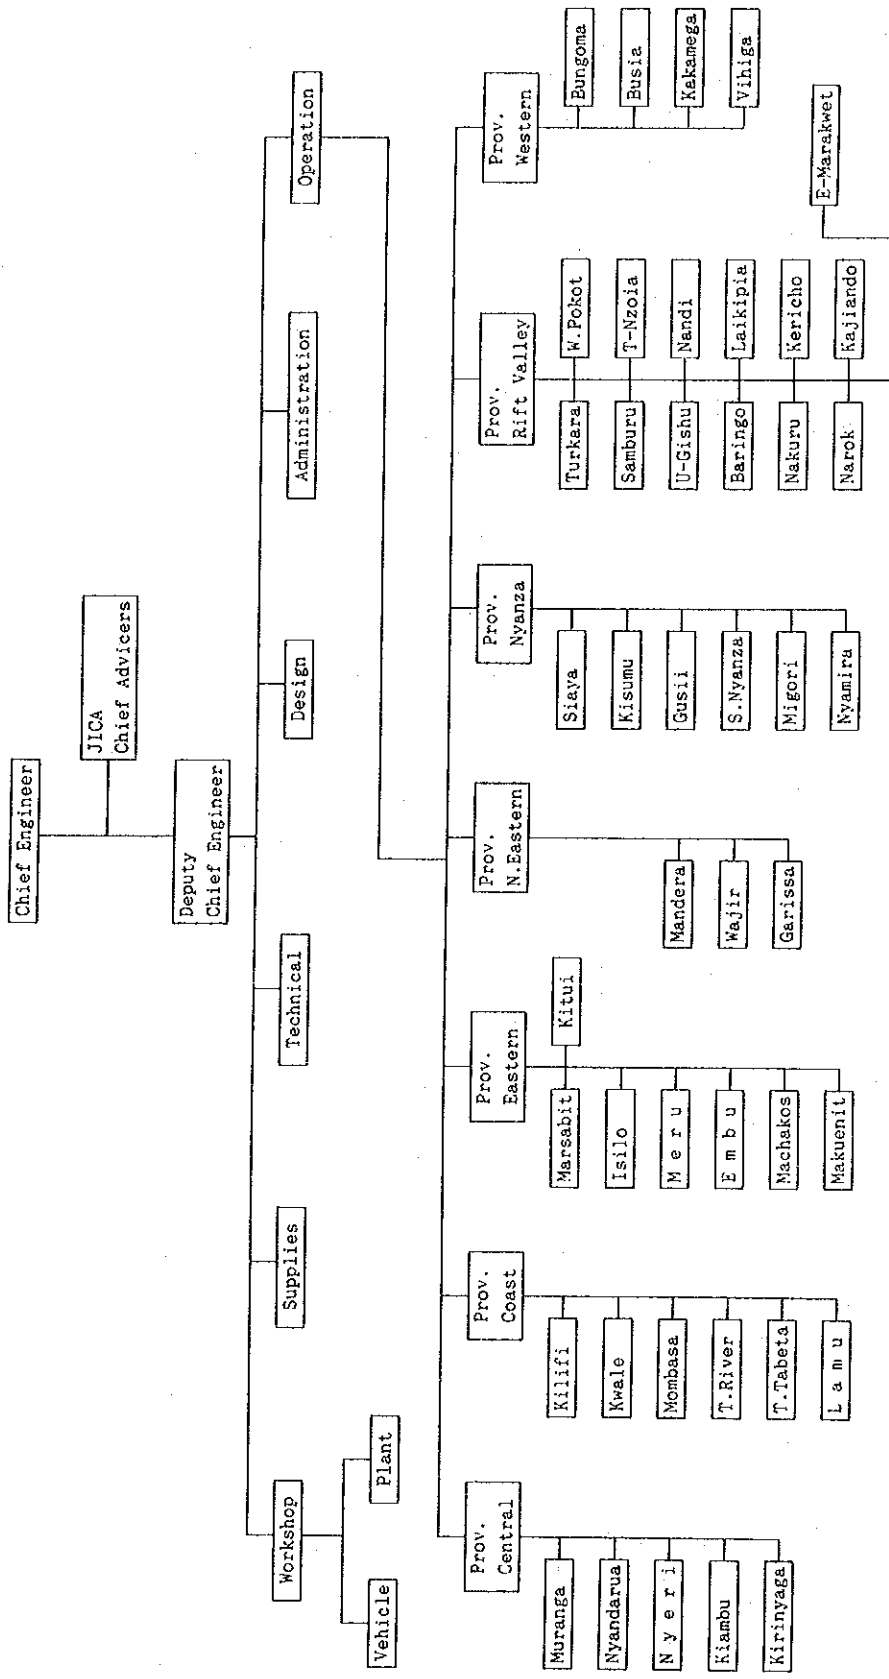 Chief Engineer
JICA
Chief Advicers
Deputy
Chief Engineer
Workshop
Supplies
Technical
Design
Administration
Operation
Vehicle
Plant
Prov.
Central
Prov.
Coast
Prov.
Eastern
Prov.
N.Eastern
Prov.
Nyanza
Prov.
Rift Valley
Prov.
Western
Muranga
Nyandarua
N y e r i
Kiambu
Kirinyaga
Kilifi
Kwale
Mombasa
T.River
T.Tabeta
L a m u
Marsabit
Kitui
Isilo
M e r u
E m b u
Machakos
Makuenit
Mandera
Wajir
Garissa
Siaya
Kisumu
Gusii
S.Nyanza
Migori
Nyamira
Turkara
W.Pokot
Samburu
T-Nzoia
U-Gishu
Nandi
Baringo
Laikipia
Nakuru
Kericho
Narok
Kajiando
E-Marakwet
Bungoma
Busia
Kakamega
Vihiga